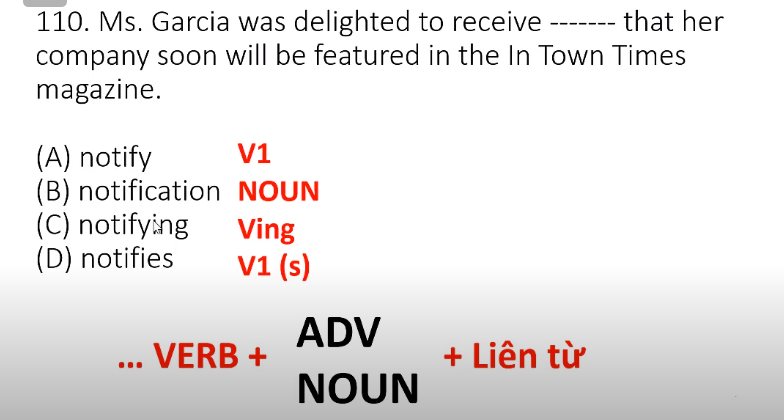 110. Ms. Garcia was delighted to receive ------- that her
company soon will be featured in the In Town Times
magazine.
(A) notify V1
(B) notification NOUN
(C) notifying Ving
(D) notifies V1 (s)
ADV
... VERB + + Liên từ
NOUN